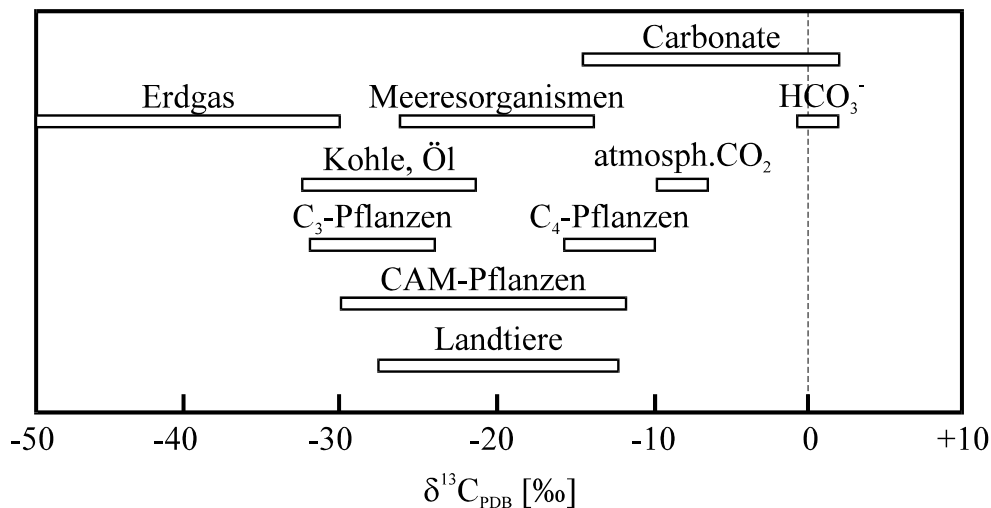 Carbonate
Erdgas Meeresorganismen HCO₃⁻
Kohle, Öl atmosph.CO₂
C₃-Pflanzen C₄-Pflanzen
CAM-Pflanzen
Landtiere
-50 -40 -30 -20 -10 0 +10
δ¹³C_PDB [‰]